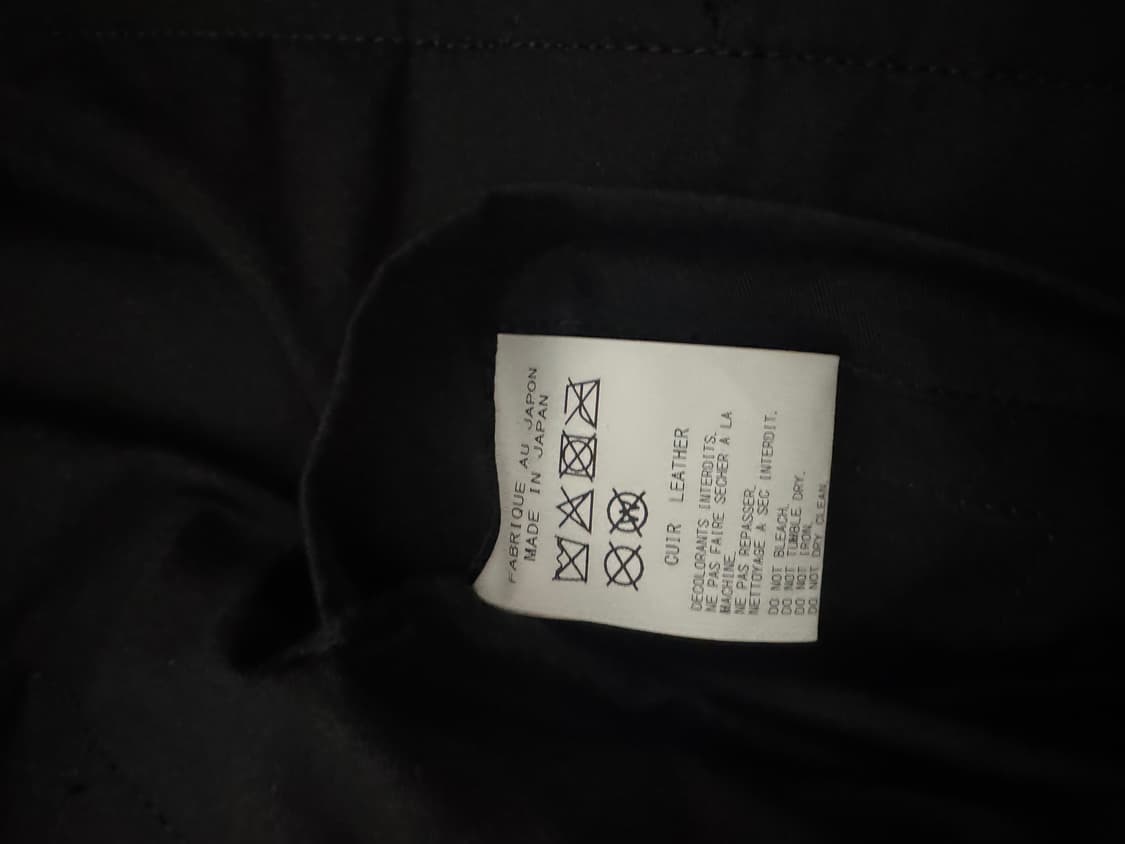 FABRIQUE AU JAPON
MADE IN JAPAN
W
CUIR LEATHER
DECOLORANTS INTERDITS.
NE PAS FAIRE SECHER A LA
MACHINE.
NE PAS REPASSER.
NETTOYAGE A SEC INTERDIT.
DO NOT BLEACH.
DO NOT TUMBLE DRY.
DO NOT IRON.
DO NOT DRY CLEAN.